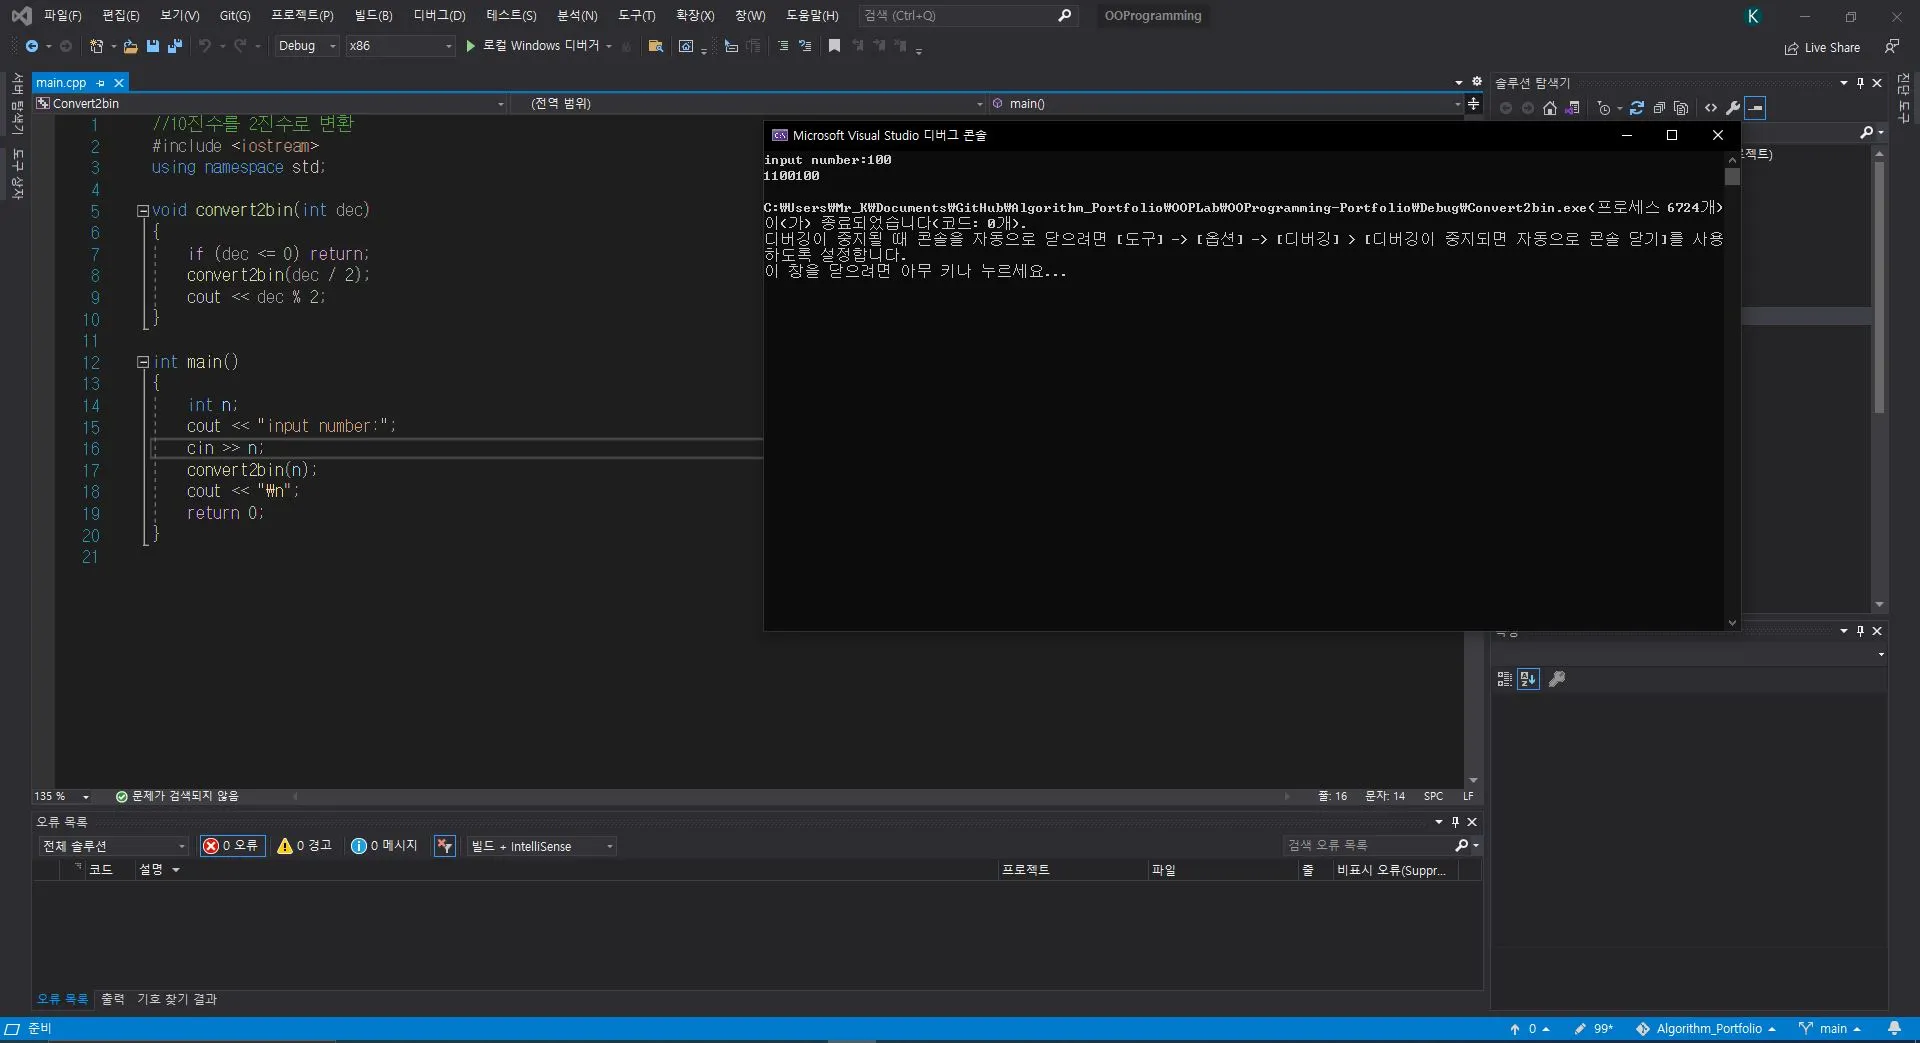 파일(F) 편집(E) 보기(V) Git(G) 프로젝트(P) 빌드(B) 디버그(D) 테스트(S) 분석(N) 도구(T) 확장(X) 창(W) 도움말(H) 검색 (Ctrl+Q) OOProgramming K
Debug x86 로컬 Windows 디버거 Live Share
서버 탐색기
도구 상자
main.cpp
Convert2bin (전역 범위) main()
1 //10진수를 2진수로 변환
2 #include <iostream>
3 using namespace std;
4
5 void convert2bin(int dec)
6 {
7 if (dec <= 0) return;
8 convert2bin(dec / 2);
9 cout << dec % 2;
10 }
11
12 int main()
13 {
14 int n;
15 cout << "input number:";
16 cin >> n;
17 convert2bin(n);
18 cout << "₩n";
19 return 0;
20 }
21
Microsoft Visual Studio 디버그 콘솔
input number:100
1100100
C:₩Users₩Mr_K₩Documents₩GitHub₩Algorithm_Portfolio₩OOPLab₩OOProgramming-Portfolio₩Debug₩Convert2bin.exe(프로세스 6724개)
이(가) 종료되었습니다(코드: 0개).
디버깅이 중지될 때 콘솔을 자동으로 닫으려면 [도구] -> [옵션] -> [디버깅] > [디버깅이 중지되면 자동으로 콘솔 닫기]를 사용
하도록 설정합니다.
이 창을 닫으려면 아무 키나 누르세요...
솔루션 탐색기
진단 도구
135 % 문제가 검색되지 않음 줄: 16 문자: 14 SPC LF
오류 목록
전체 솔루션 0 오류 0 경고 0 메시지 빌드 + IntelliSense 검색 오류 목록
코드 설명 프로젝트 파일 줄 비표시 오류(Suppr...
오류 목록 출력 기호 찾기 결과
준비 0 99* Algorithm_Portfolio main